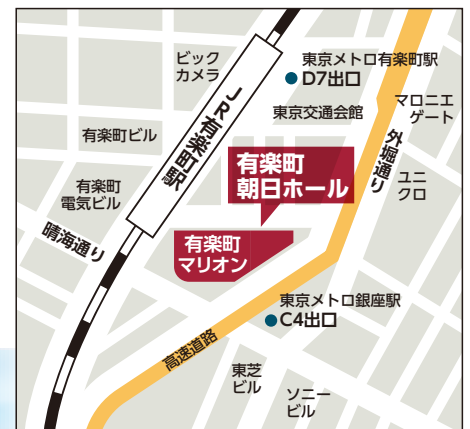 ビック
カメラ
東京メトロ有楽町駅
D7出口
JR有楽町駅
東京交通会館
マロニエ
ゲート
有楽町ビル
外堀通り
有楽町
朝日ホール
ユニ
クロ
有楽町
電気ビル
晴海通り
有楽町
マリオン
東京メトロ銀座駅
C4出口
高速道路
東芝
ビル
ソニー
ビル